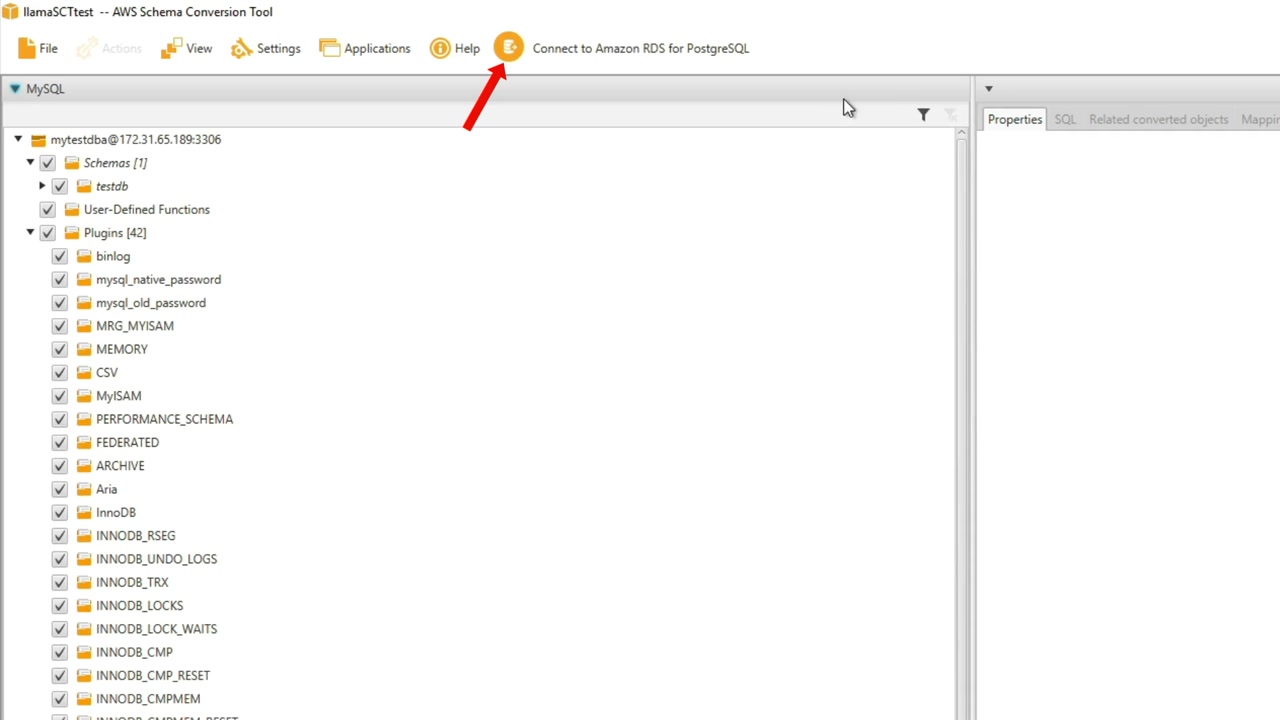 llamaSCTtest -- AWS Schema Conversion Tool
File Actions View Settings Applications Help Connect to Amazon RDS for PostgreSQL
MySQL
Properties SQL Related converted objects
mytestdba@172.31.65.189:3306
Schemas [1]
testdb
User-Defined Functions
Plugins [42]
binlog
mysql_native_password
mysql_old_password
MRG_MYISAM
MEMORY
CSV
MyISAM
PERFORMANCE_SCHEMA
FEDERATED
ARCHIVE
Aria
InnoDB
INNODB_RSEG
INNODB_UNDO_LOGS
INNODB_TRX
INNODB_LOCKS
INNODB_LOCK_WAITS
INNODB_CMP
INNODB_CMP_RESET
INNODB_CMPMEM